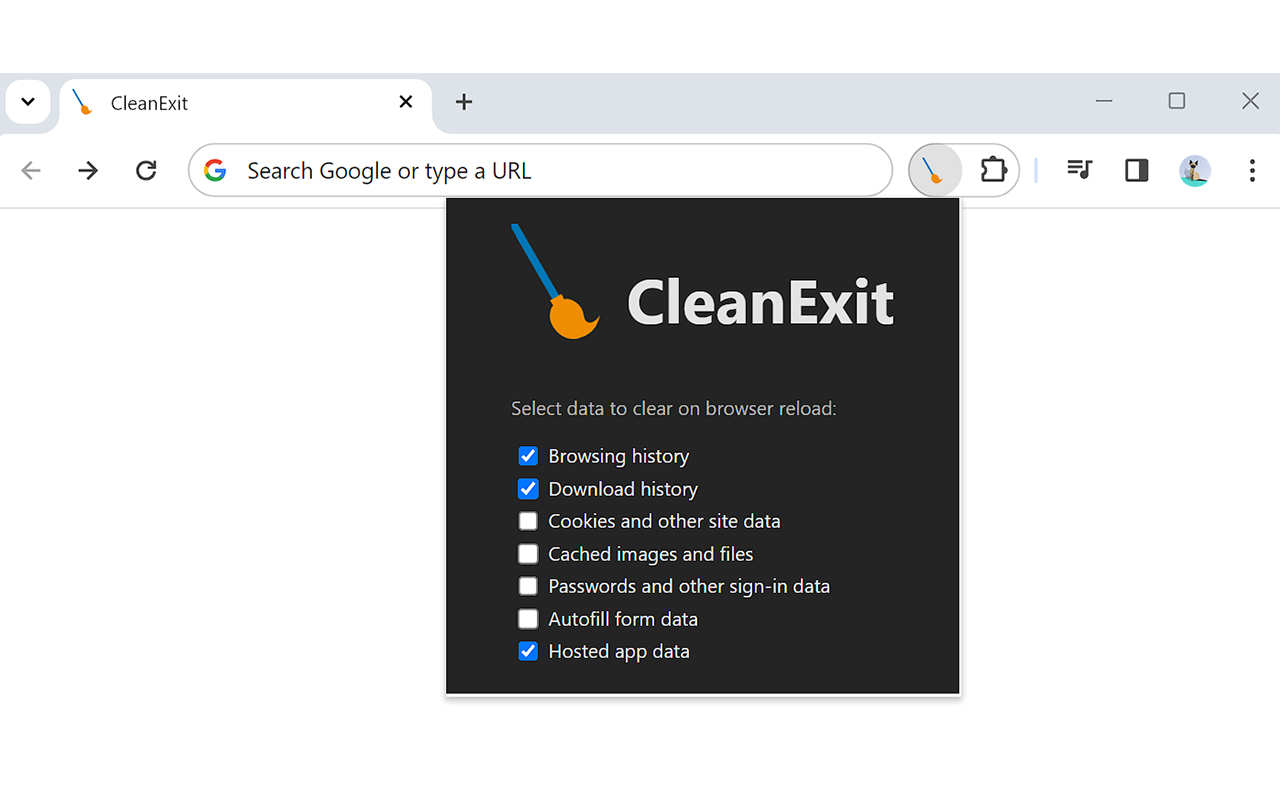 CleanExit
Search Google or type a URL
CleanExit
Select data to clear on browser reload:
Browsing history
Download history
Cookies and other site data
Cached images and files
Passwords and other sign-in data
Autofill form data
Hosted app data